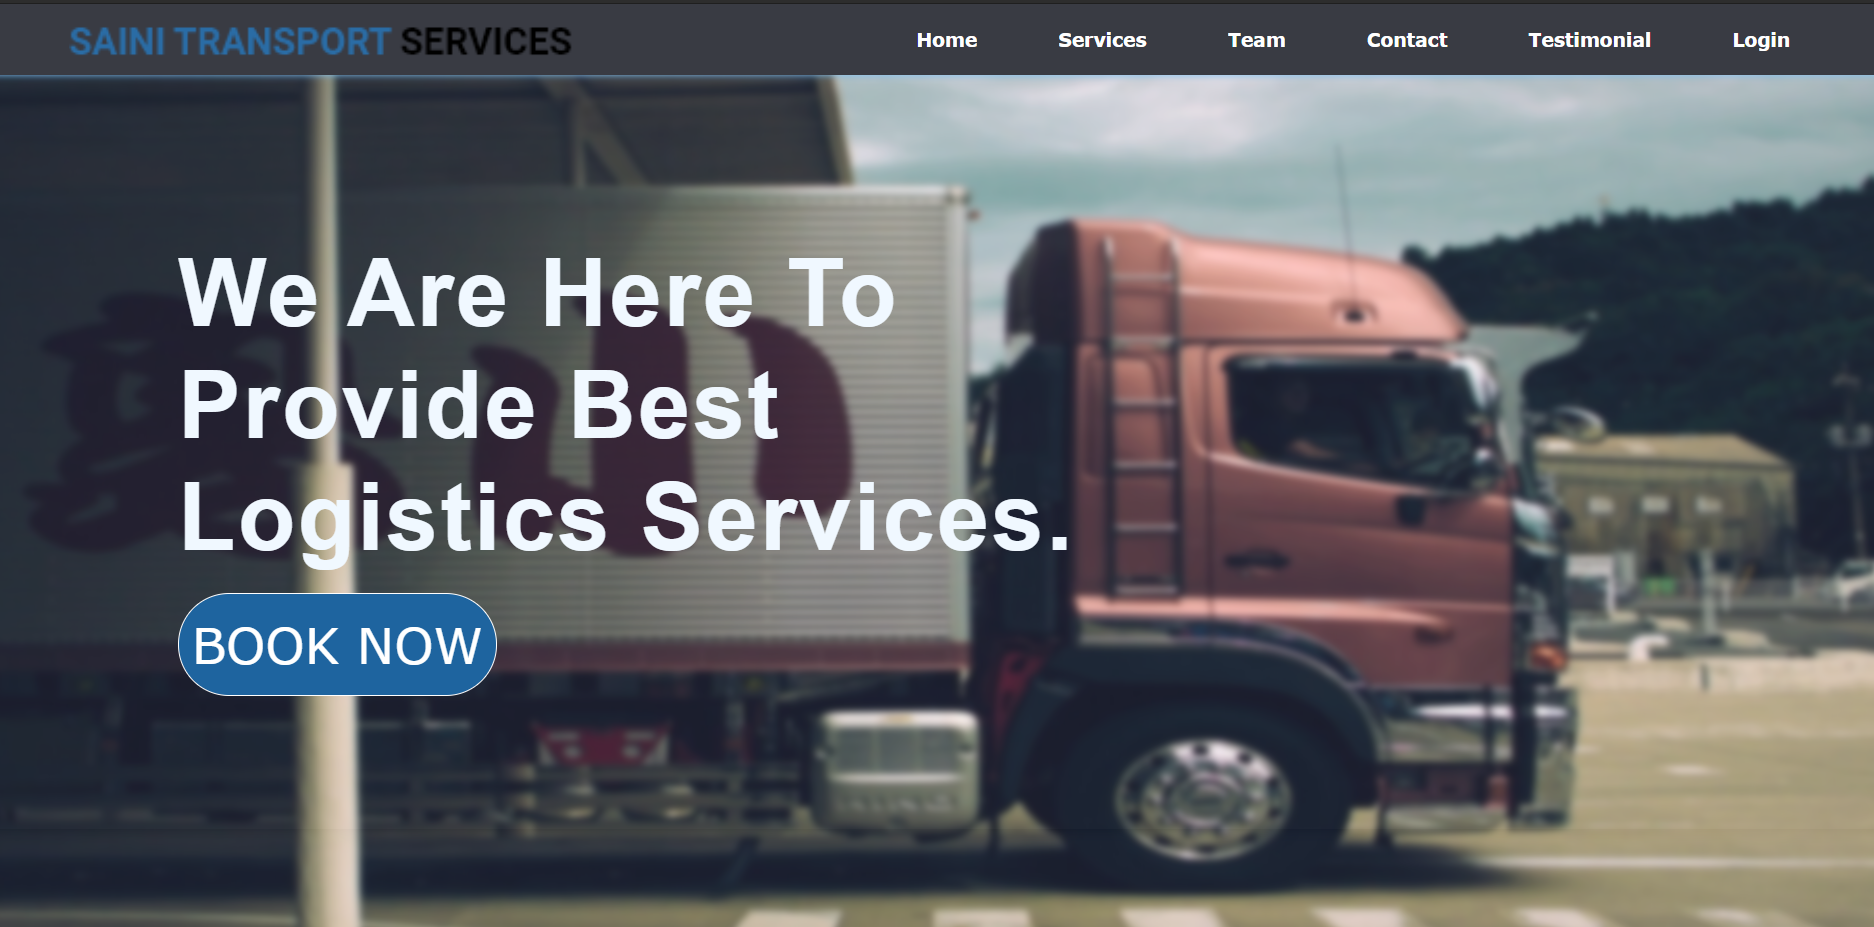 SAINI TRANSPORT SERVICES
Home Services Team Contact Testimonial Login
We Are Here To
Provide Best
Logistics Services.
BOOK NOW